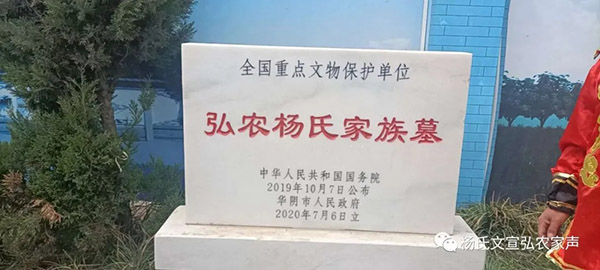 全国重点文物保护单位
弘农杨氏家族墓
中华人民共和国国务院
2019年10月7日公布
华阴市人民政府
2020年7月6日立
杨氏文宣弘农家声